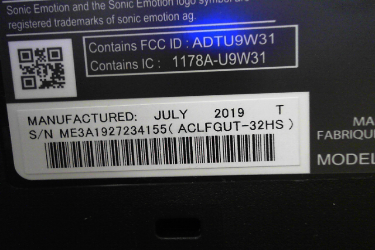 Sonic Emotion and the Sonic Emotion logo symbol are
registered trademarks of sonic emotion ag.
Contains FCC ID : ADTU9W31
Contains IC : 1178A-U9W31
MANUFACTURED: JULY 2019 T
S/N ME3A1927234155( ACLFGUT-32HS )
MA
FABRIQU
MODEL